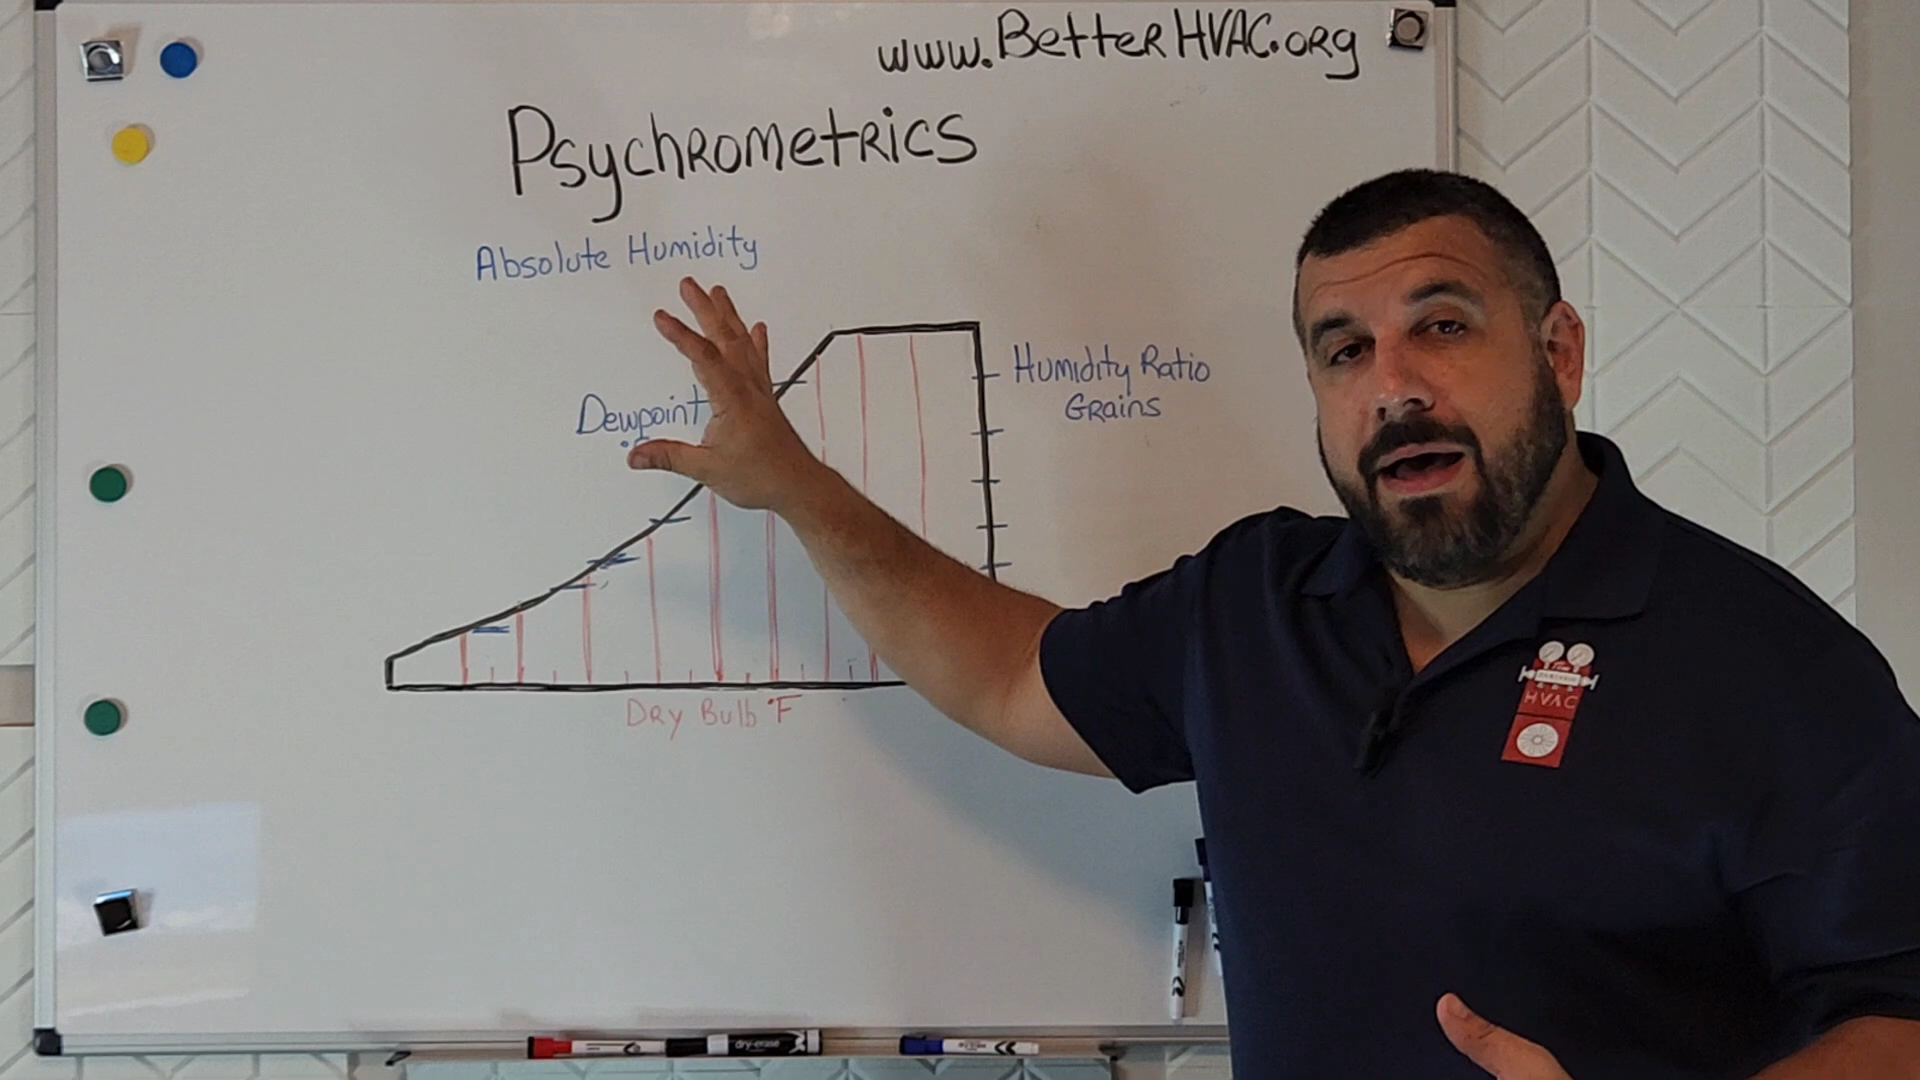 www.BetterHVAC.org
Psychrometrics
Absolute Humidity
Humidity Ratio
Grains
Dewpoint
Dry Bulb °F
HVAC
dry-erase